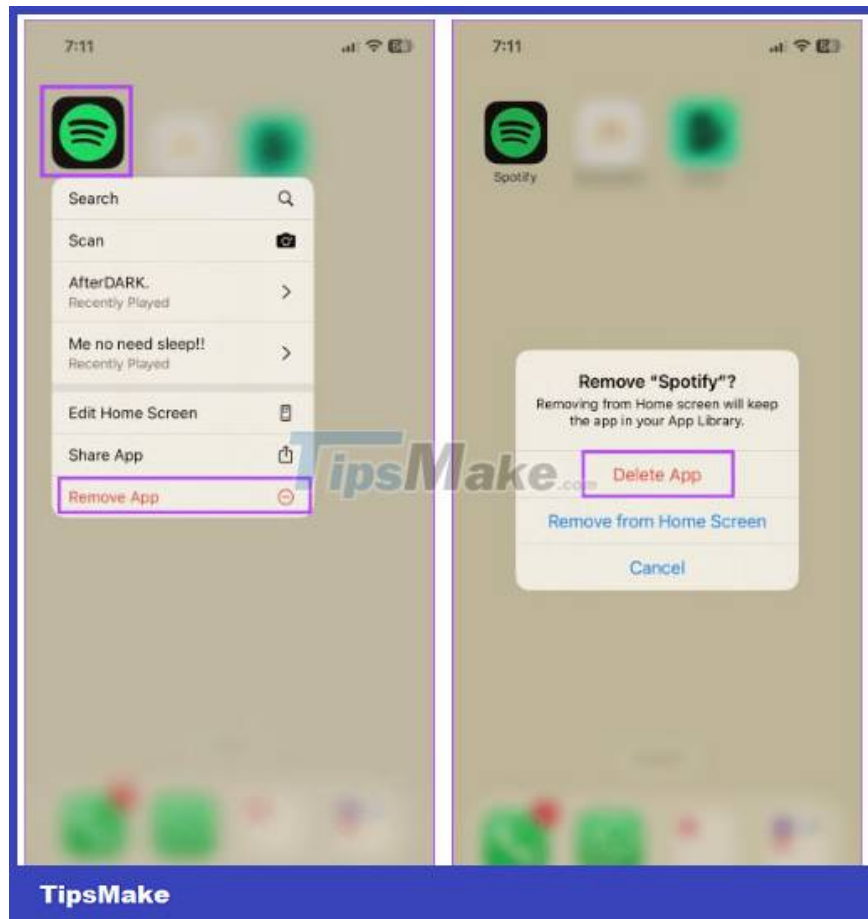 7:11
Search
Scan
AfterDARK.
Recently Played
Me no need sleep!!
Recently Played
Edit Home Screen
Share App
Remove App
7:11
Spotify
Remove “Spotify”?
Removing from Home screen will keep
the app in your App Library.
Delete App
Remove from Home Screen
Cancel
TipsMake.com
TipsMake